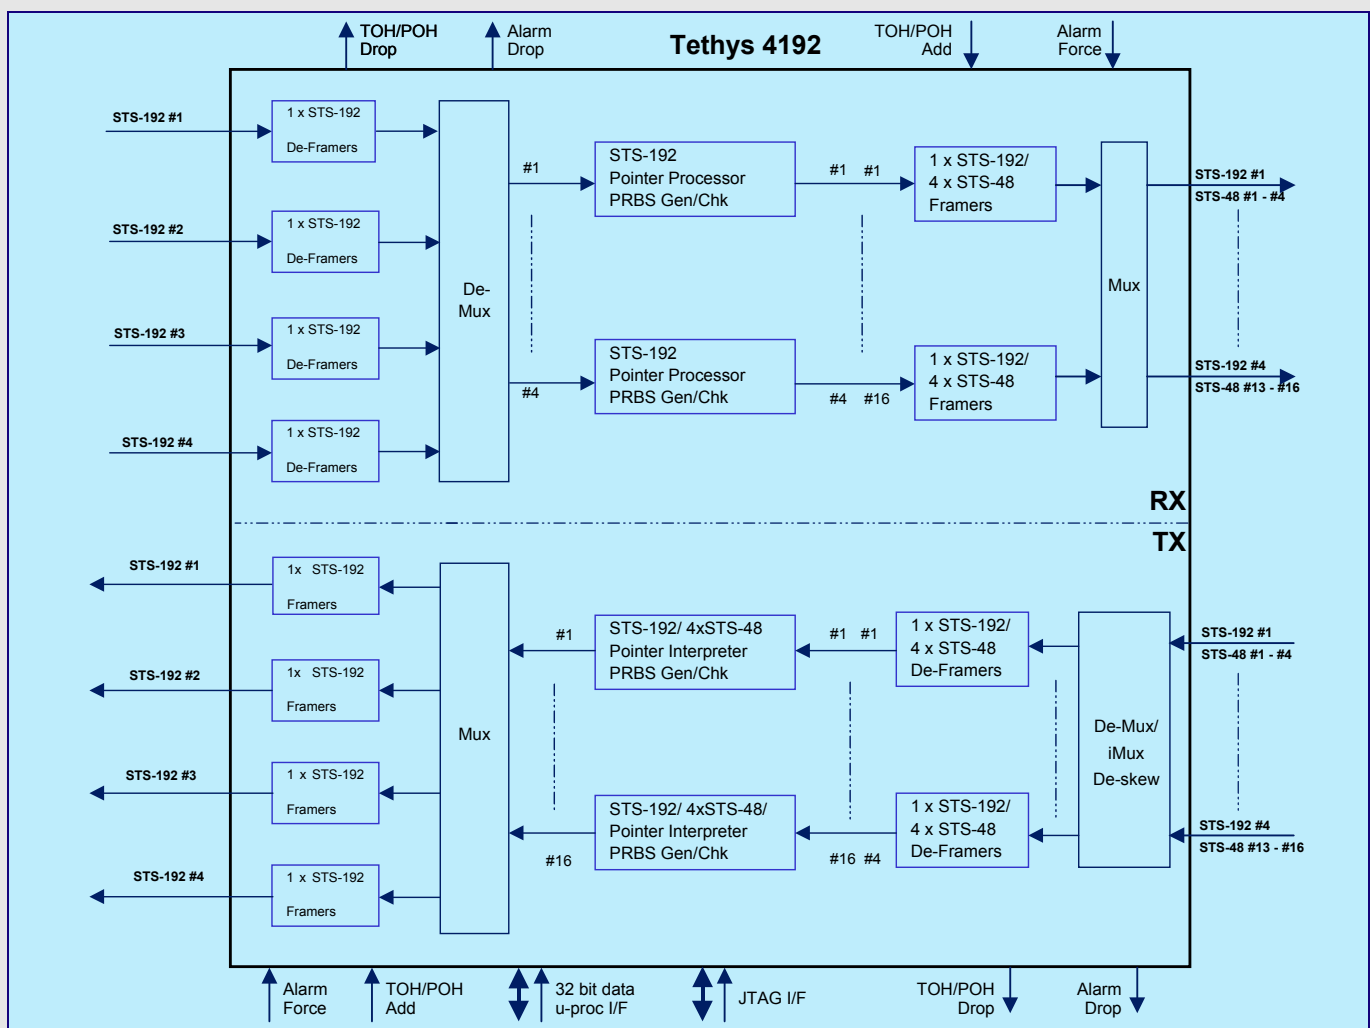 TOH/POH
Drop
Alarm
Drop
Tethys 4192
TOH/POH
Add
Alarm
Force
STS-192 #1
1 x STS-192
De-Framers
STS-192 #2
1 x STS-192
De-Framers
STS-192 #3
1 x STS-192
De-Framers
STS-192 #4
1 x STS-192
De-Framers
De-
Mux
#1
#4
STS-192
Pointer Processor
PRBS Gen/Chk
STS-192
Pointer Processor
PRBS Gen/Chk
#1 #1
#4 #16
1 x STS-192/
4 x STS-48
Framers
1 x STS-192/
4 x STS-48
Framers
Mux
STS-192 #1
STS-48 #1 - #4
STS-192 #4
STS-48 #13 - #16
RX
TX
STS-192 #1
1x STS-192
Framers
STS-192 #2
1x STS-192
Framers
STS-192 #3
1 x STS-192
Framers
STS-192 #4
1 x STS-192
Framers
Mux
#1
#16
STS-192/ 4xSTS-48
Pointer Interpreter
PRBS Gen/Chk
STS-192/ 4xSTS-48/
Pointer Interpreter
PRBS Gen/Chk
#1 #1
#16 #4
1 x STS-192/
4 x STS-48
De-Framers
1 x STS-192/
4 x STS-48
De-Framers
De-Mux/
iMux
De-skew
STS-192 #1
STS-48 #1 - #4
STS-192 #4
STS-48 #13 - #16
Alarm
Force
TOH/POH
Add
32 bit data
u-proc I/F
JTAG I/F
TOH/POH
Drop
Alarm
Drop